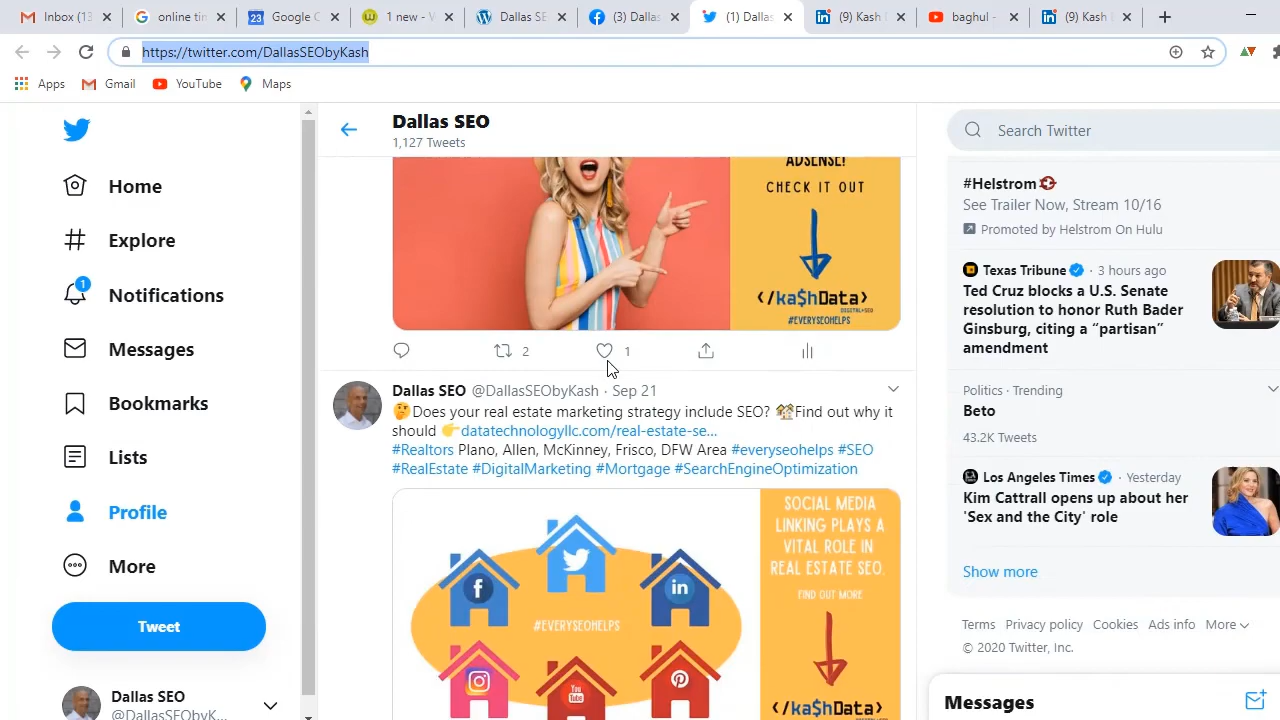 Inbox (13
online tim
Google C
1 new - V
Dallas SE
(3) Dallas
(1) Dallas
(9) Kash D
baghul -
(9) Kash
https://twitter.com/DallasSEObyKash
Apps
Gmail
YouTube
Maps
Home
Explore
1
Notifications
Messages
Bookmarks
Lists
Profile
More
Tweet
Dallas SEO
@DallasSEObyK...
Dallas SEO
1,127 Tweets
ADSENSE!
CHECK IT OUT
</ka$hData>
DIGITAL+SEO
#EVERYSEOHELPS
2
1
Dallas SEO @DallasSEObyKash · Sep 21
🤔Does your real estate marketing strategy include SEO? 🏘Find out why it
should 👉datatechnologyllc.com/real-estate-se...
#Realtors Plano, Allen, McKinney, Frisco, DFW Area #everyseohelps #SEO
#RealEstate #DigitalMarketing #Mortgage #SearchEngineOptimization
#EVERYSEOHELPS
You
Tube
SOCIAL MEDIA
LINKING PLAYS A
VITAL ROLE IN
REAL ESTATE SEO.
FIND OUT MORE
</ka$hData>
Search Twitter
#Helstrom
See Trailer Now, Stream 10/16
Promoted by Helstrom On Hulu
Texas Tribune · 3 hours ago
Ted Cruz blocks a U.S. Senate
resolution to honor Ruth Bader
Ginsburg, citing a “partisan”
amendment
Politics · Trending
Beto
43.2K Tweets
Los Angeles Times · Yesterday
Kim Cattrall opens up about her
'Sex and the City' role
Show more
Terms Privacy policy Cookies Ads info More
© 2020 Twitter, Inc.
Messages